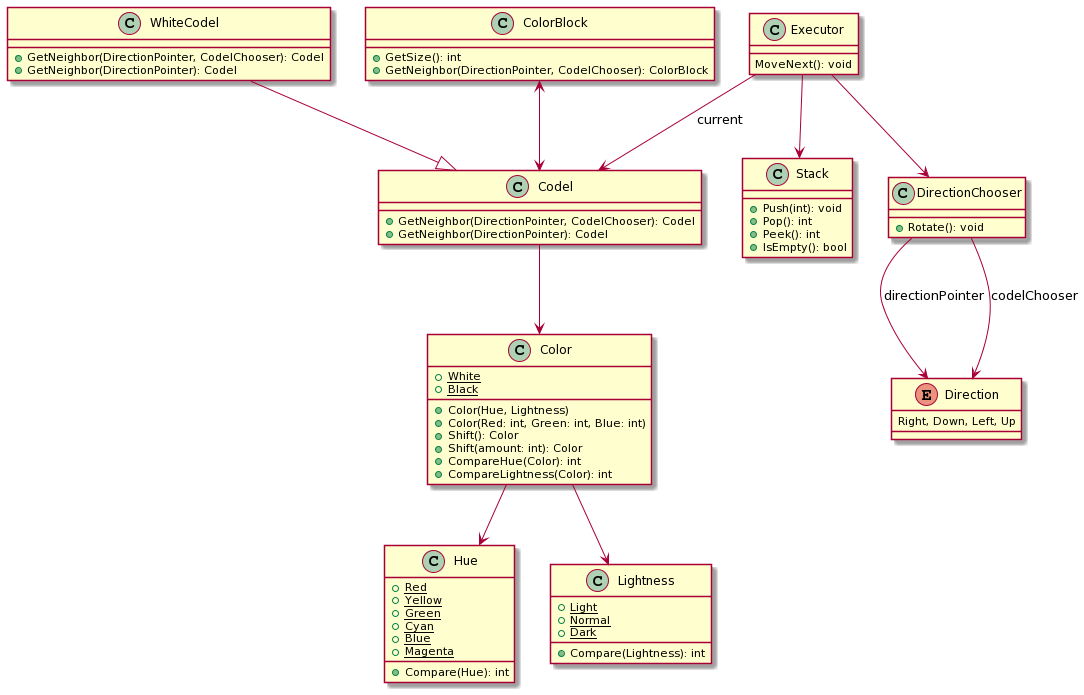 C WhiteCodel
GetNeighbor(DirectionPointer, CodelChooser): Codel
GetNeighbor(DirectionPointer): Codel
C ColorBlock
GetSize(): int
GetNeighbor(DirectionPointer, CodelChooser): ColorBlock
C Executor
MoveNext(): void
current
C Codel
GetNeighbor(DirectionPointer, CodelChooser): Codel
GetNeighbor(DirectionPointer): Codel
C Stack
Push(int): void
Pop(): int
Peek(): int
IsEmpty(): bool
C DirectionChooser
Rotate(): void
directionPointer
codelChooser
C Color
White
Black
Color(Hue, Lightness)
Color(Red: int, Green: int, Blue: int)
Shift(): Color
Shift(amount: int): Color
CompareHue(Color): int
CompareLightness(Color): int
E Direction
Right, Down, Left, Up
C Hue
Red
Yellow
Green
Cyan
Blue
Magenta
Compare(Hue): int
C Lightness
Light
Normal
Dark
Compare(Lightness): int